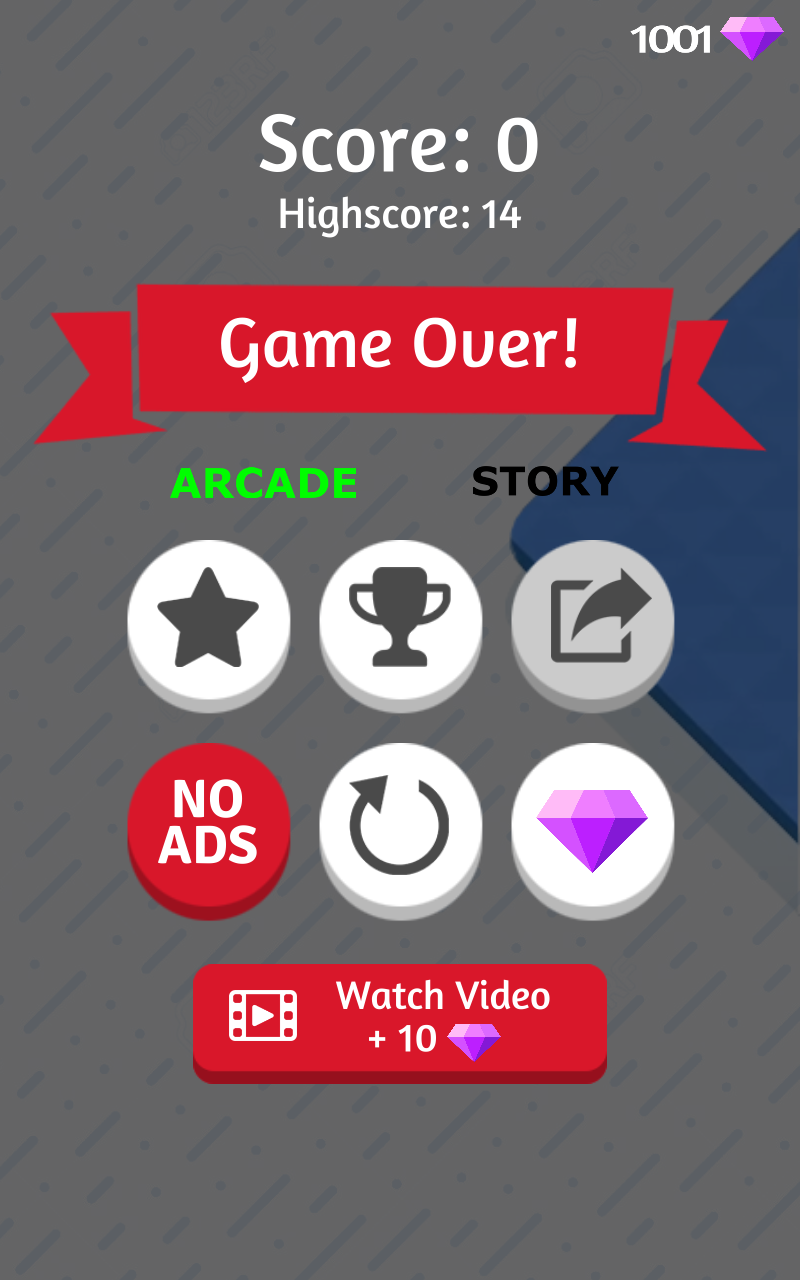 1001
Score: 0
Highscore: 14
Game Over!
ARCADE
STORY
NO
ADS
Watch Video
+ 10